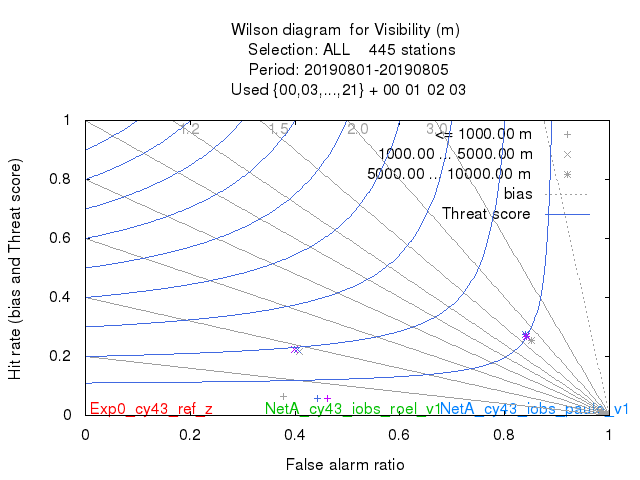 Wilson diagram for Visibility (m)
Selection: ALL 445 stations
Period: 20190801-20190805
Used {00,03,...,21} + 00 01 02 03
1.2 1.5 2.0 3.0
<= 1000.00 m
1000.00 ... 5000.00 m
5000.00 ... 10000.00 m
bias
Threat score
Hit rate (bias and Threat score)
1
0.8
0.6
0.4
0.2
0
Exp0_cy43_ref_z NetA_cy43_iobs_roel_v1 NetA_cy43_iobs_paulo_v1
0 0.2 0.4 0.6 0.8 1
False alarm ratio